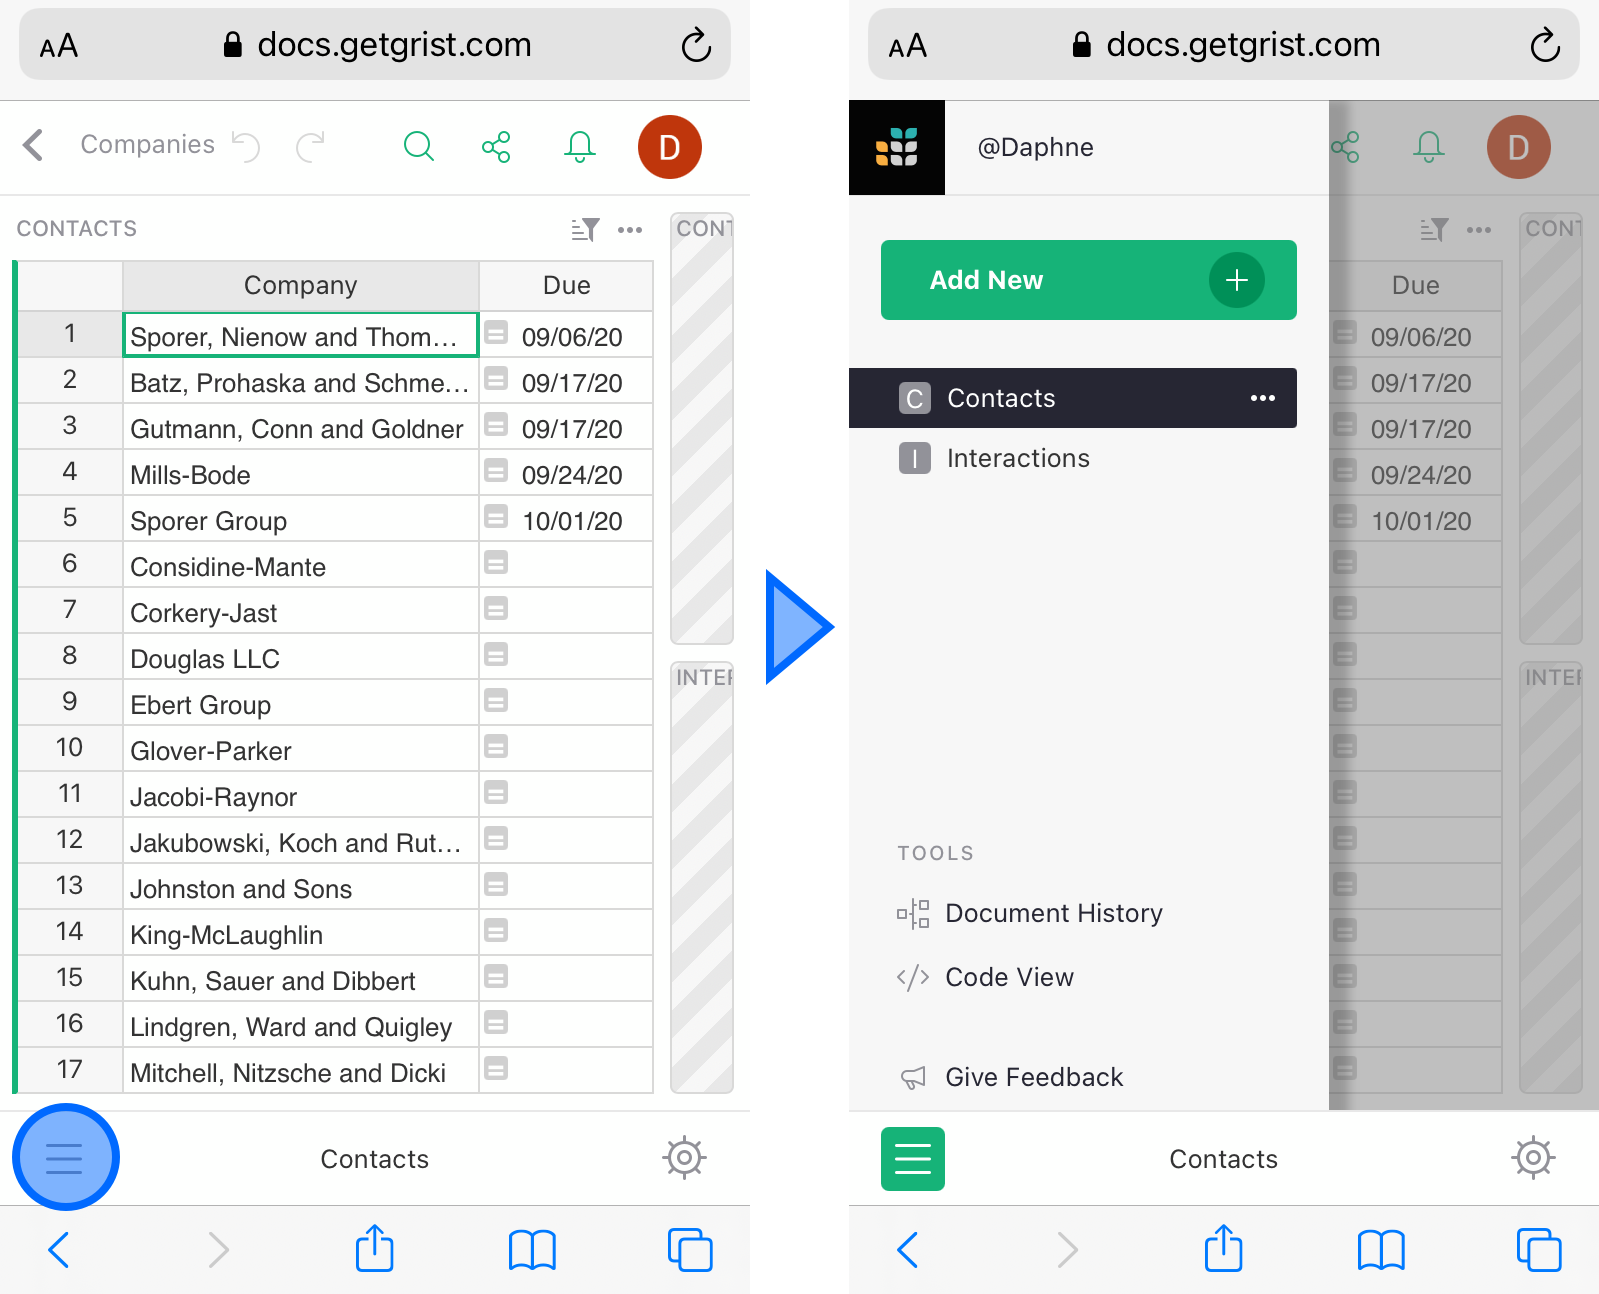 AA docs.getgrist.com
Companies D
CONTACTS CONT
Company Due
1 Sporer, Nienow and Thom… 09/06/20
2 Batz, Prohaska and Schme… 09/17/20
3 Gutmann, Conn and Goldner 09/17/20
4 Mills-Bode 09/24/20
5 Sporer Group 10/01/20
6 Considine-Mante
7 Corkery-Jast
8 Douglas LLC
INTER
9 Ebert Group
10 Glover-Parker
11 Jacobi-Raynor
12 Jakubowski, Koch and Rut…
13 Johnston and Sons
14 King-McLaughlin
15 Kuhn, Sauer and Dibbert
16 Lindgren, Ward and Quigley
17 Mitchell, Nitzsche and Dicki
Contacts
AA docs.getgrist.com
@Daphne D
CONT
Add New +
Due
09/06/20
09/17/20
C Contacts •••
09/17/20
I Interactions
09/24/20
10/01/20
INTER
TOOLS
Document History
</> Code View
Give Feedback
Contacts